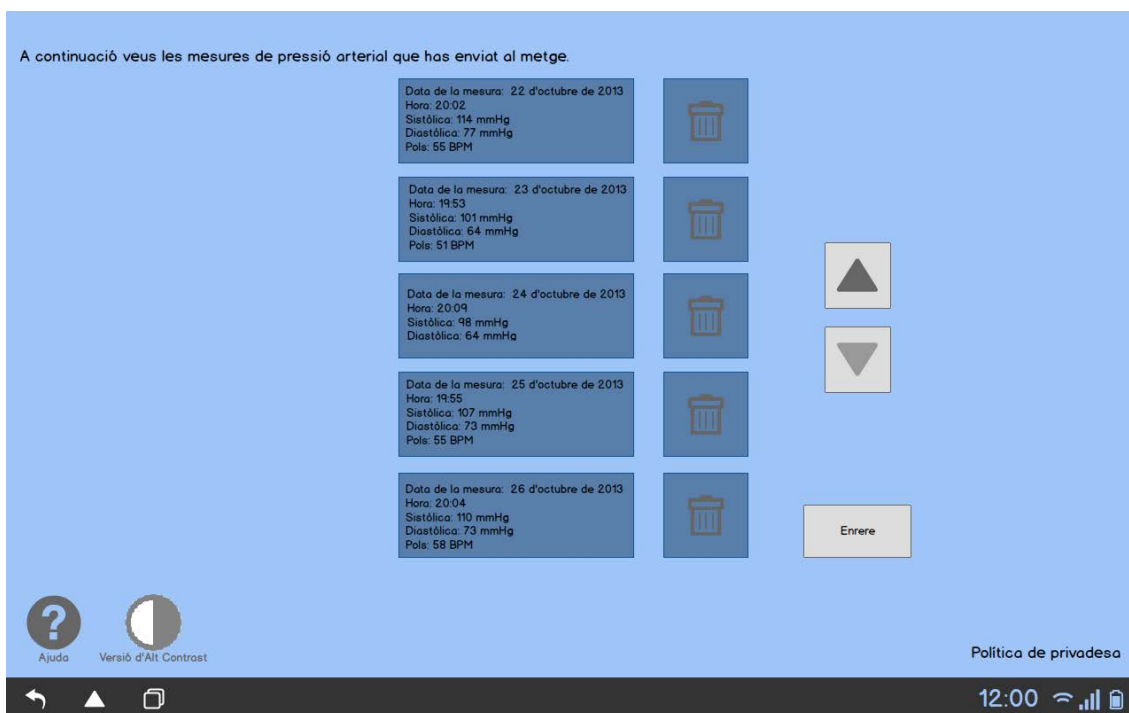 A continuació veus les mesures de pressió arterial que has enviat al metge.
Data de la mesura: 22 d'octubre de 2013
Hora: 20:02
Sistòlica: 114 mmHg
Diastòlica: 77 mmHg
Pols: 55 BPM
Data de la mesura: 23 d'octubre de 2013
Hora: 19:53
Sistòlica: 101 mmHg
Diastòlica: 64 mmHg
Pols: 51 BPM
Data de la mesura: 24 d'octubre de 2013
Hora: 20:09
Sistòlica: 98 mmHg
Diastòlica: 64 mmHg
Data de la mesura: 25 d'octubre de 2013
Hora: 19:55
Sistòlica: 107 mmHg
Diastòlica: 73 mmHg
Pols: 55 BPM
Data de la mesura: 26 d'octubre de 2013
Hora: 20:04
Sistòlica: 110 mmHg
Diastòlica: 73 mmHg
Pols: 58 BPM
Enrere
?
Ajuda
Versió d'Alt Contrast
Política de privadesa
12:00